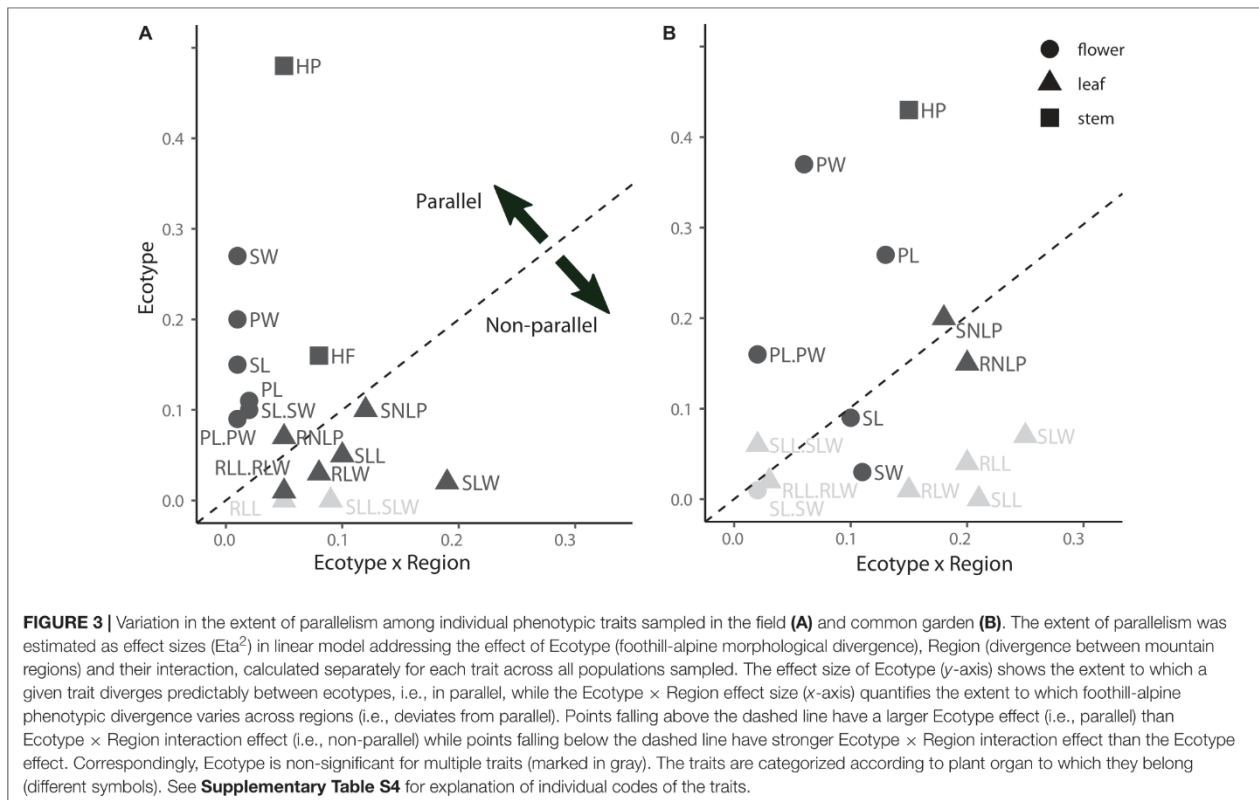 A
B
HP
0.4
Parallel
0.3
SW
Ecotype
PW
0.2
Non-parallel
SL
HF
PL
0.1
SL.SW
SNLP
PL.PW
RNLP
SLL
RLL.RLW
RLW
SLW
0.0
RLL
SLL.SLW
0.0 0.1 0.2 0.3
Ecotype x Region
flower
leaf
stem
HP
0.4
PW
0.3
PL
0.2
SNLP
PL.PW
RNLP
0.1
SL
SLL.SLW
SLW
RLL
SW
RLL.RLW
RLW
0.0
SLL
SL.SW
0.0 0.1 0.2 0.3
Ecotype x Region
FIGURE 3 | Variation in the extent of parallelism among individual phenotypic traits sampled in the field (A) and common garden (B). The extent of parallelism was
estimated as effect sizes (Eta²) in linear model addressing the effect of Ecotype (foothill-alpine morphological divergence), Region (divergence between mountain
regions) and their interaction, calculated separately for each trait across all populations sampled. The effect size of Ecotype (y-axis) shows the extent to which a
given trait diverges predictably between ecotypes, i.e., in parallel, while the Ecotype × Region effect size (x-axis) quantifies the extent to which foothill-alpine
phenotypic divergence varies across regions (i.e., deviates from parallel). Points falling above the dashed line have a larger Ecotype effect (i.e., parallel) than
Ecotype × Region interaction effect (i.e., non-parallel) while points falling below the dashed line have stronger Ecotype × Region interaction effect than the Ecotype
effect. Correspondingly, Ecotype is non-significant for multiple traits (marked in gray). The traits are categorized according to plant organ to which they belong
(different symbols). See Supplementary Table S4 for explanation of individual codes of the traits.